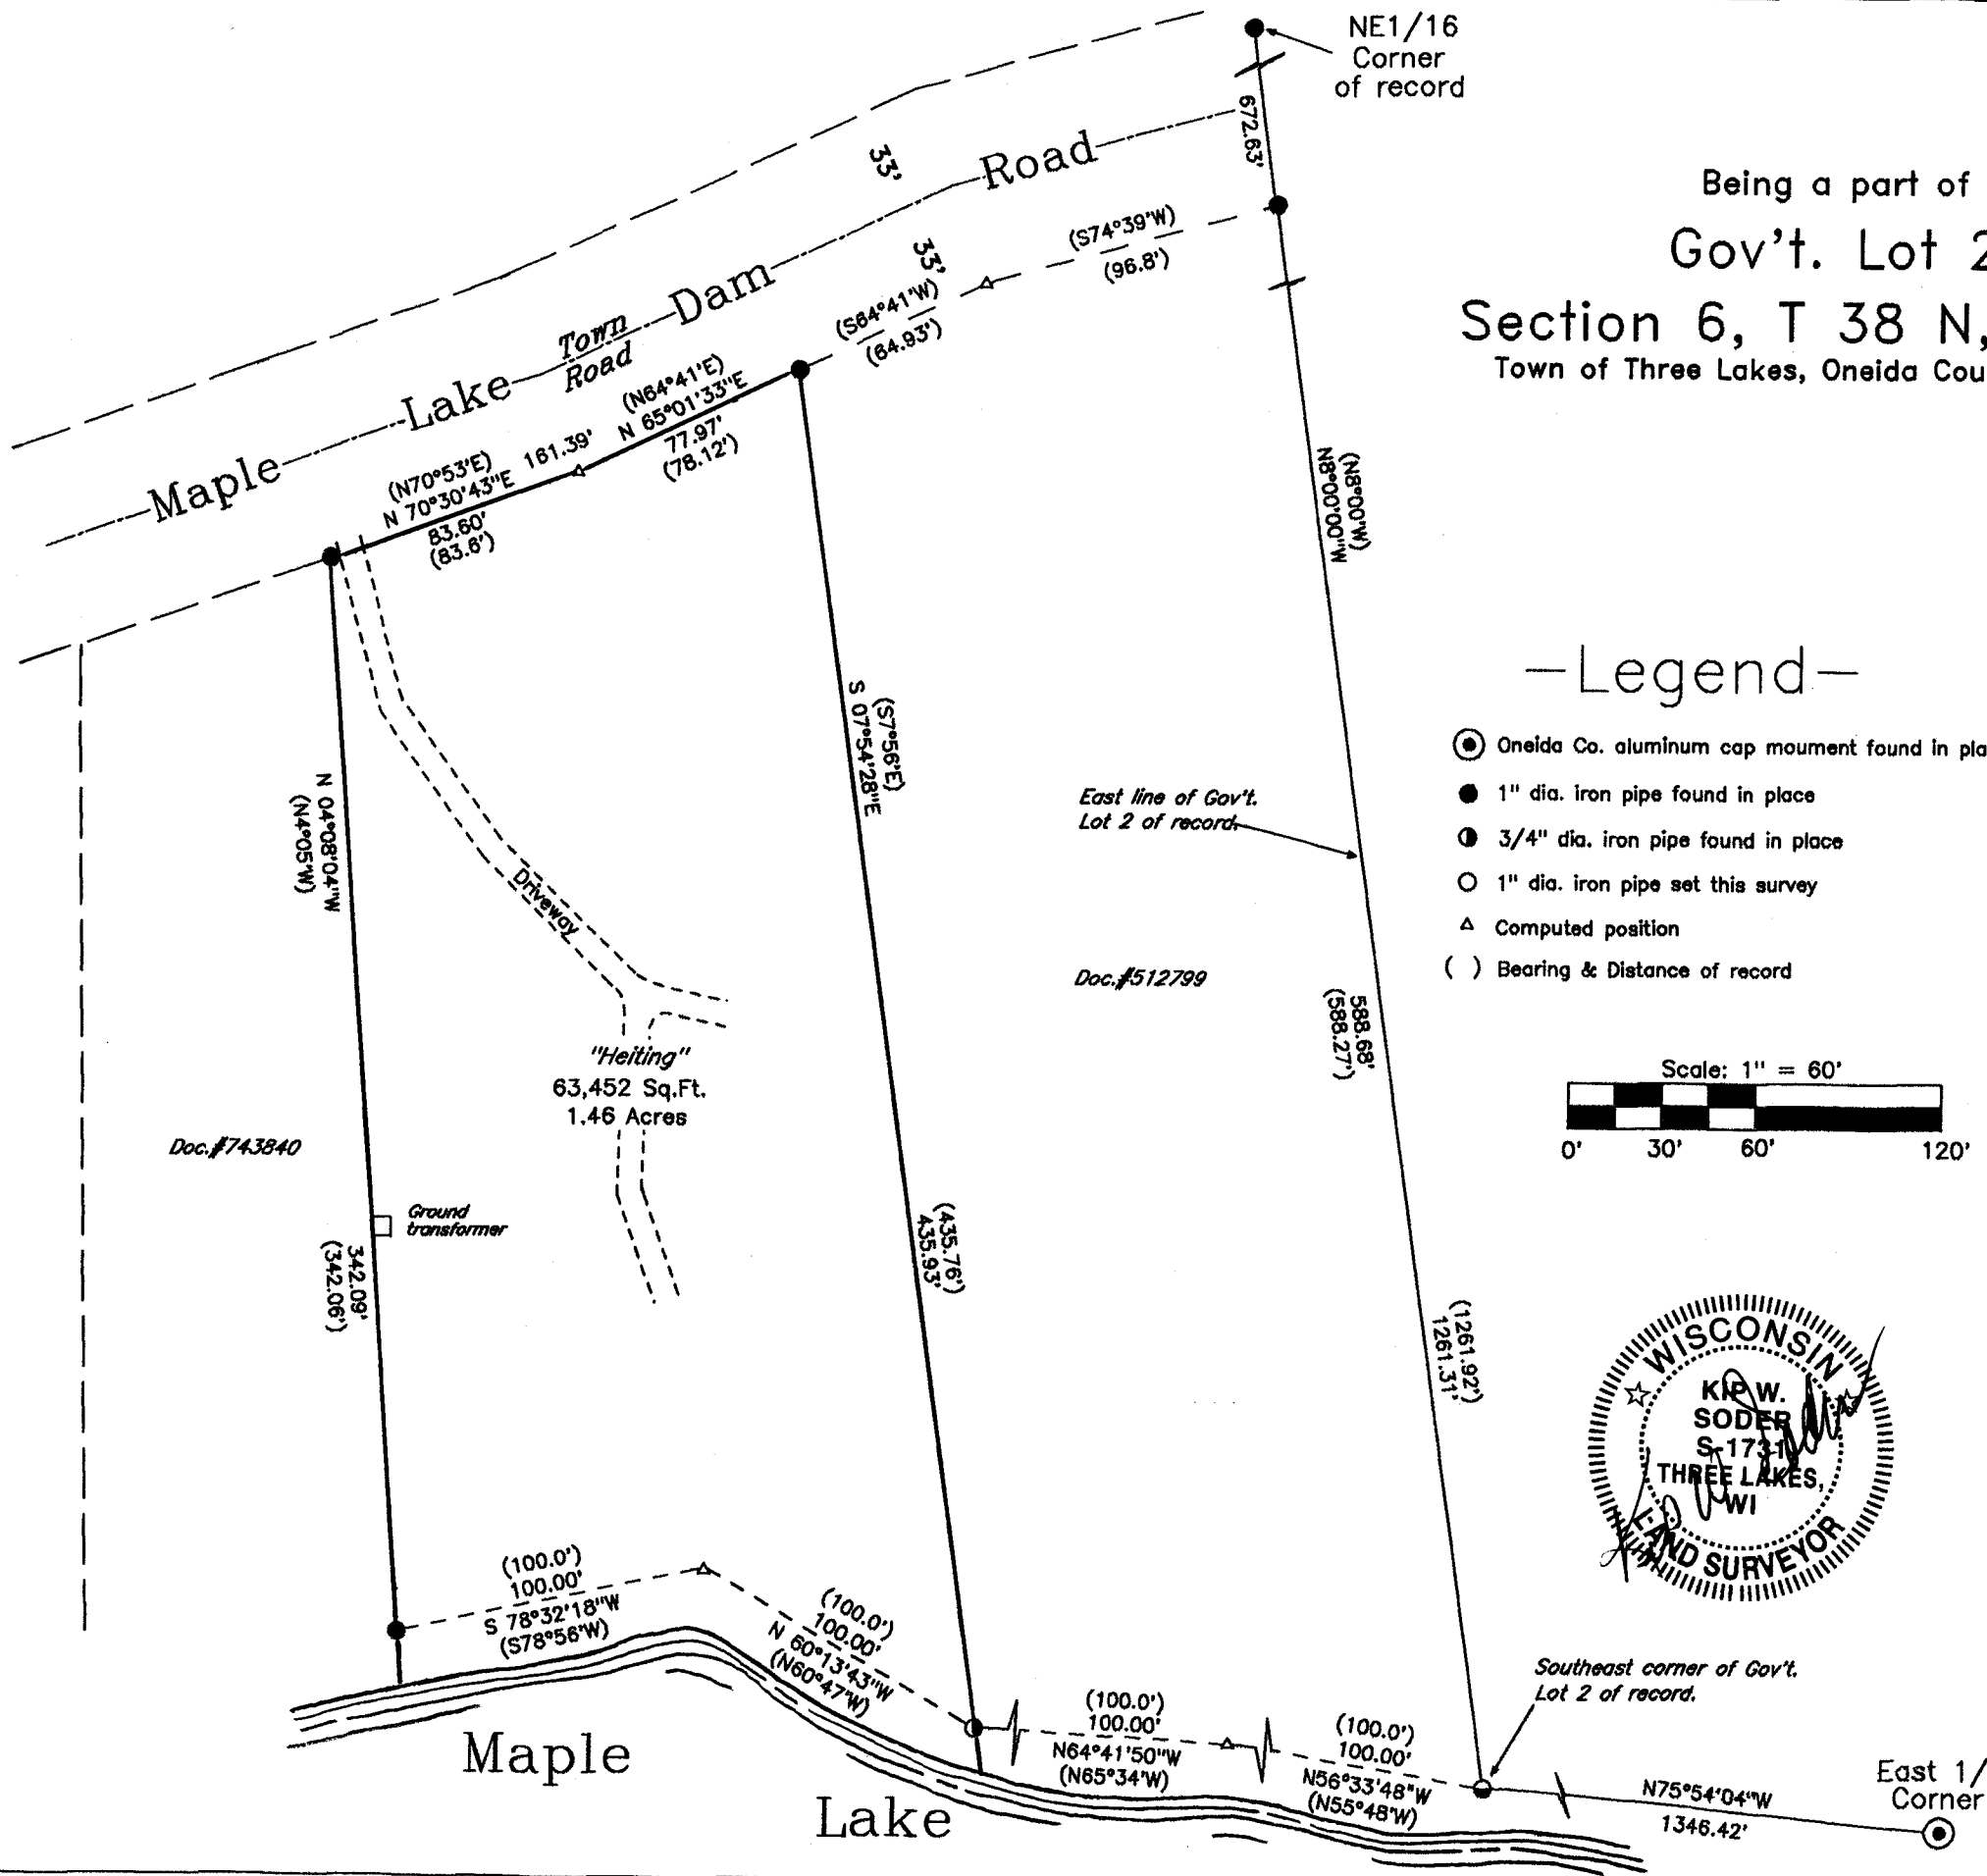 NE1/16
Corner
of record
672.63'
Being a part of
Gov't. Lot 2
Section 6, T 38 N,
Town of Three Lakes, Oneida Cou
33'
33'
Maple Lake Dam Road
Town
Road
(S74°39'W)
(96.8')
(S64°41'W)
(64.93')
(N64°41'E)
N 65°01'33"E
77.97'
(78.12')
161.39'
(N70°53'E)
N 70°30'43"E
83.60'
(83.6')
(N8°00'W)
N8°00'00"W
(S7°56'E)
S 07°54'28"E
N 04°08'04"W
(N4°05'W)
Driveway
East line of Gov't.
Lot 2 of record.
—Legend—
Oneida Co. aluminum cap moument found in pla
1" dia. iron pipe found in place
3/4" dia. iron pipe found in place
1" dia. iron pipe set this survey
Computed position
( ) Bearing & Distance of record
Doc.#512799
588.68'
(588.27')
"Heiting"
63,452 Sq.Ft.
1.46 Acres
Scale: 1" = 60'
0' 30' 60' 120'
Doc.#743840
Ground
transformer
342.09'
(342.06')
(435.76')
435.93'
(1261.92')
1261.31'
WISCONSIN
KIP W.
SODER
S-1731
THREE LAKES,
WI
LAND SURVEYOR
(100.0')
100.00'
S 78°32'18"W
(S78°56'W)
(100.0')
100.00'
N 60°13'43"W
(N60°47'W)
(100.0')
100.00'
N64°41'50"W
(N65°34'W)
(100.0')
100.00'
N56°33'48"W
(N55°48'W)
Southeast corner of Gov't.
Lot 2 of record.
N75°54'04"W
1346.42'
East 1/
Corner
Maple
Lake